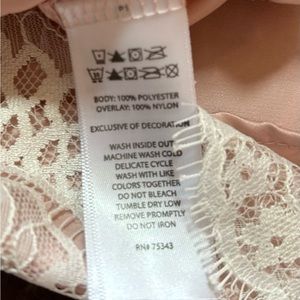 BODY: 100% POLYESTER
OVERLAY: 100% NYLON
EXCLUSIVE OF DECORATION
WASH INSIDE OUT
MACHINE WASH COLD
DELICATE CYCLE
WASH WITH LIKE
COLORS TOGETHER
DO NOT BLEACH
TUMBLE DRY LOW
REMOVE PROMPTLY
DO NOT IRON
RN# 75343